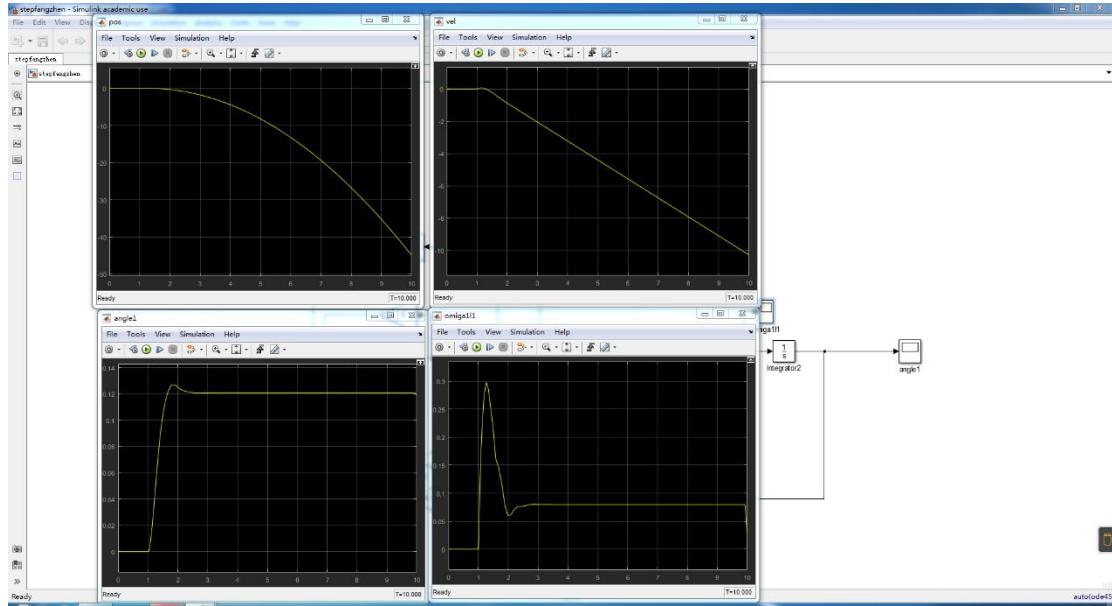 stepfangzhen - Simulink academic use
File Edit View
stepfangzhen
stepfangzhen
pos
File Tools View Simulation Help
0
-10
-20
-30
-40
-50
0 1 2 3 4 5 6 7 8 9 10
Ready T=10.000
vel
File Tools View Simulation Help
0
-2
-4
-6
-8
-10
0 1 2 3 4 5 6 7 8 9 10
Ready T=10.000
angle1
File Tools View Simulation Help
0.14
0.12
0.1
0.08
0.06
0.04
0.02
0
0 1 2 3 4 5 6 7 8 9 10
Ready T=10.000
omiga1l1
File Tools View Simulation Help
0.3
0.25
0.2
0.15
0.1
0.05
0
0 1 2 3 4 5 6 7 8 9 10
Ready T=10.000
1
s
Integrator2
angle1
Ready
auto(ode45